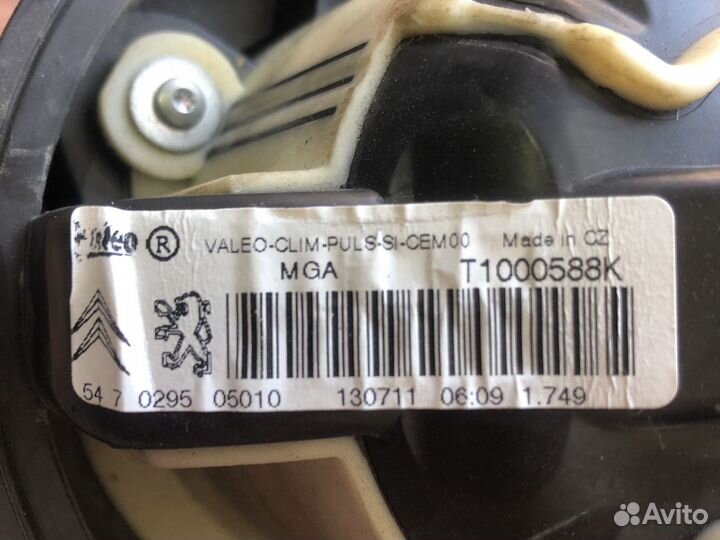 Valeo ® VALEO-CLIM-PULS-SI-CEM00 Made in CZ
MGA T1000588K
54 7 0295 05010 130711 06:09 1.749
Avito